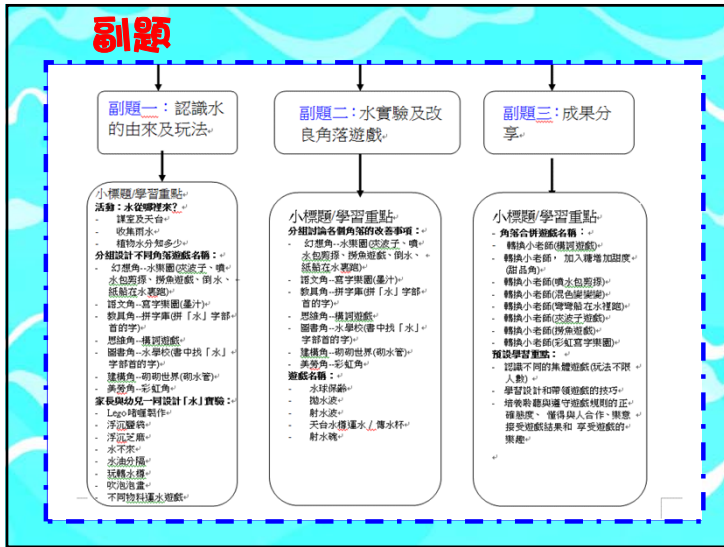 副題
副題一：認識水
的由來及玩法
小標題/學習重點
活動：水從哪裡來？
- 課室及天台
- 收集雨水
- 植物水分知多少
分組設計不同角落遊戲名稱：
- 幻想角--水樂園(夾波子、噴
水包剪揼、撈魚遊戲、倒水、
紙船在水裏跑)
- 語文角--寫字樂園(墨汁)
- 教具角--拼字庫(拼「水」字部
首的字)
- 思維角--橫訶遊戲
- 圖書角--水學校(書中找「水」
字部首的字)
- 建構角--砌砌世界(砌水管)
- 美勞角--彩虹角
家長與幼兒一同設計「水」實驗：
- Lego啫喱製作
- 浮沉鹽
- 浮沉芝麻
- 水不來
- 水油分隔
- 玩轉水樽
- 吹泡泡畫
- 不同物料運水遊戲
副題二：水實驗及改
良角落遊戲
小標題/學習重點
分組討論各個角落的改善事項：
- 幻想角--水樂園(夾波子、噴
水包剪揼、撈魚遊戲、倒水、
紙船在水裏跑)
- 語文角--寫字樂園(墨汁)
- 教具角--拼字庫(拼「水」字部
首的字)
- 思維角--橫訶遊戲
- 圖書角--水學校(書中找「水」
字部首的字)
- 建構角--砌砌世界(砌水管)
- 美勞角--彩虹角
遊戲名稱：
- 水球保齡
- 拋水波
- 射水波
- 天台水樽運水／傳水杯
- 射水碗
副題三：成果分
享
小標題/學習重點
- 角落合併遊戲名稱：
- 轉換小老師(橫訶遊戲)
- 轉換小老師，加入糖增加甜度
(甜品角)
- 轉換小老師(噴水包剪揼)
- 轉換小老師(混色變變變)
- 轉換小老師(彎彎船在水裡跑)
- 轉換小老師(夾波子遊戲)
- 轉換小老師(撈魚遊戲)
- 轉換小老師(彩虹寫字樂園)
預設學習重點：
- 認識不同的集體遊戲(玩法不限
人數)
- 學習設計和帶領遊戲的技巧
- 培養聆聽與遵守遊戲規則的正
確態度、懂得與人合作、樂意
接受遊戲結果和 享受遊戲的
樂趣